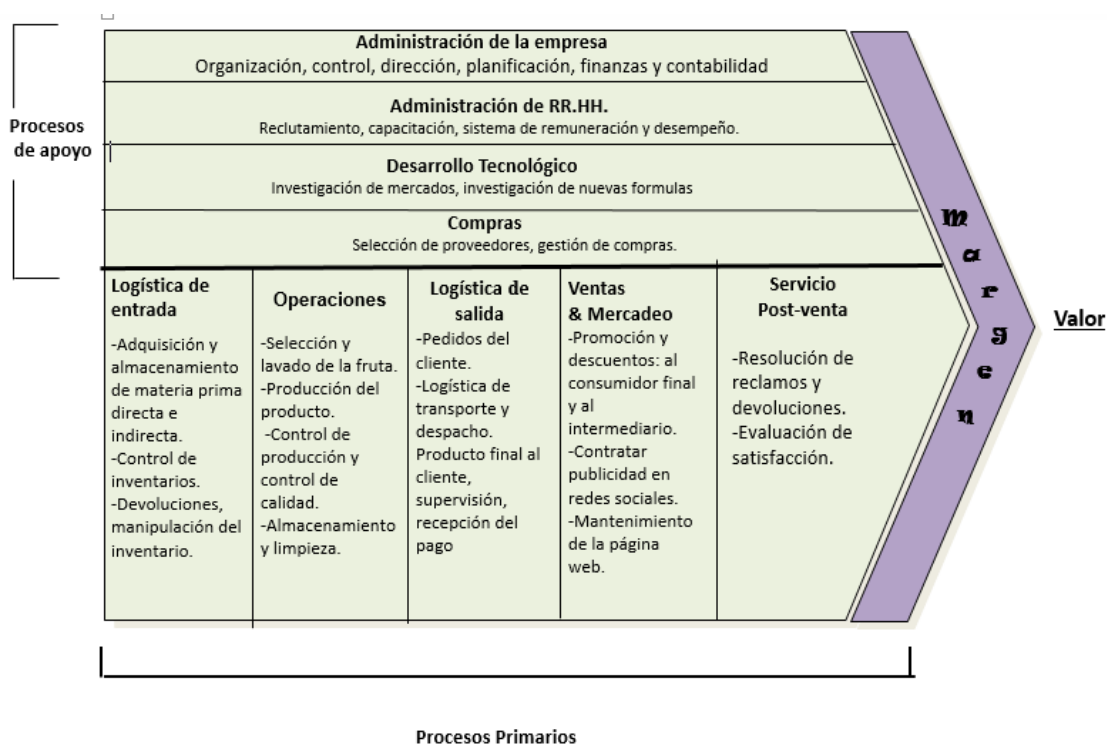 Administración de la empresa
Organización, control, dirección, planificación, finanzas y contabilidad
Administración de RR.HH.
Reclutamiento, capacitación, sistema de remuneración y desempeño.
Procesos
de apoyo
Desarrollo Tecnológico
Investigación de mercados, investigación de nuevas formulas
Compras
Selección de proveedores, gestión de compras.
Logística de
entrada
-Adquisición y
almacenamiento
de materia prima
directa e
indirecta.
-Control de
inventarios.
-Devoluciones,
manipulación del
inventario.
Operaciones
-Selección y
lavado de la fruta.
-Producción del
producto.
-Control de
producción y
control de
calidad.
-Almacenamiento
y limpieza.
Logística de
salida
-Pedidos del
cliente.
-Logística de
transporte y
despacho.
Producto final al
cliente,
supervisión,
recepción del
pago
Ventas
& Mercadeo
-Promoción y
descuentos: al
consumidor final
y al
intermediario.
-Contratar
publicidad en
redes sociales.
-Mantenimiento
de la página
web.
Servicio
Post-venta
-Resolución de
reclamos y
devoluciones.
-Evaluación de
satisfacción.
Margen
Valor
Procesos Primarios